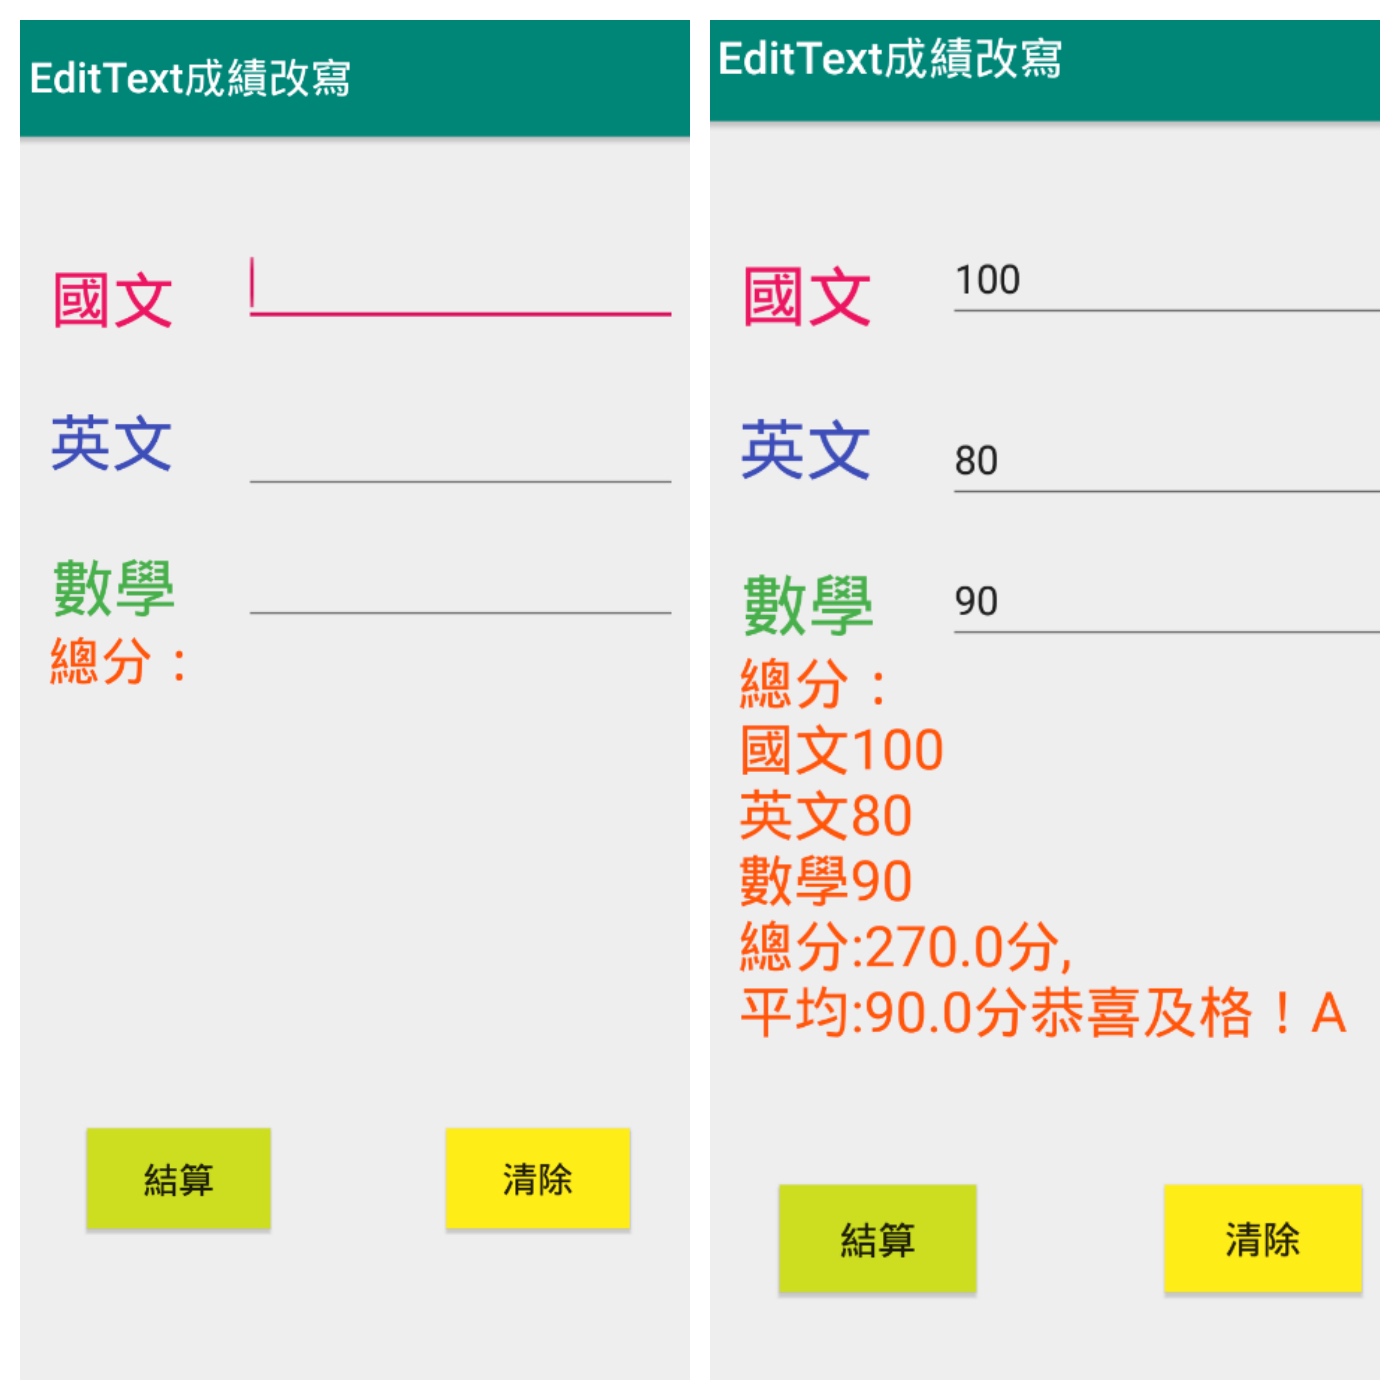 EditText成績改寫
國文
英文
數學
總分：
結算
清除
EditText成績改寫
國文
100
英文
80
數學
90
總分：
國文100
英文80
數學90
總分:270.0分,
平均:90.0分恭喜及格！A
結算
清除